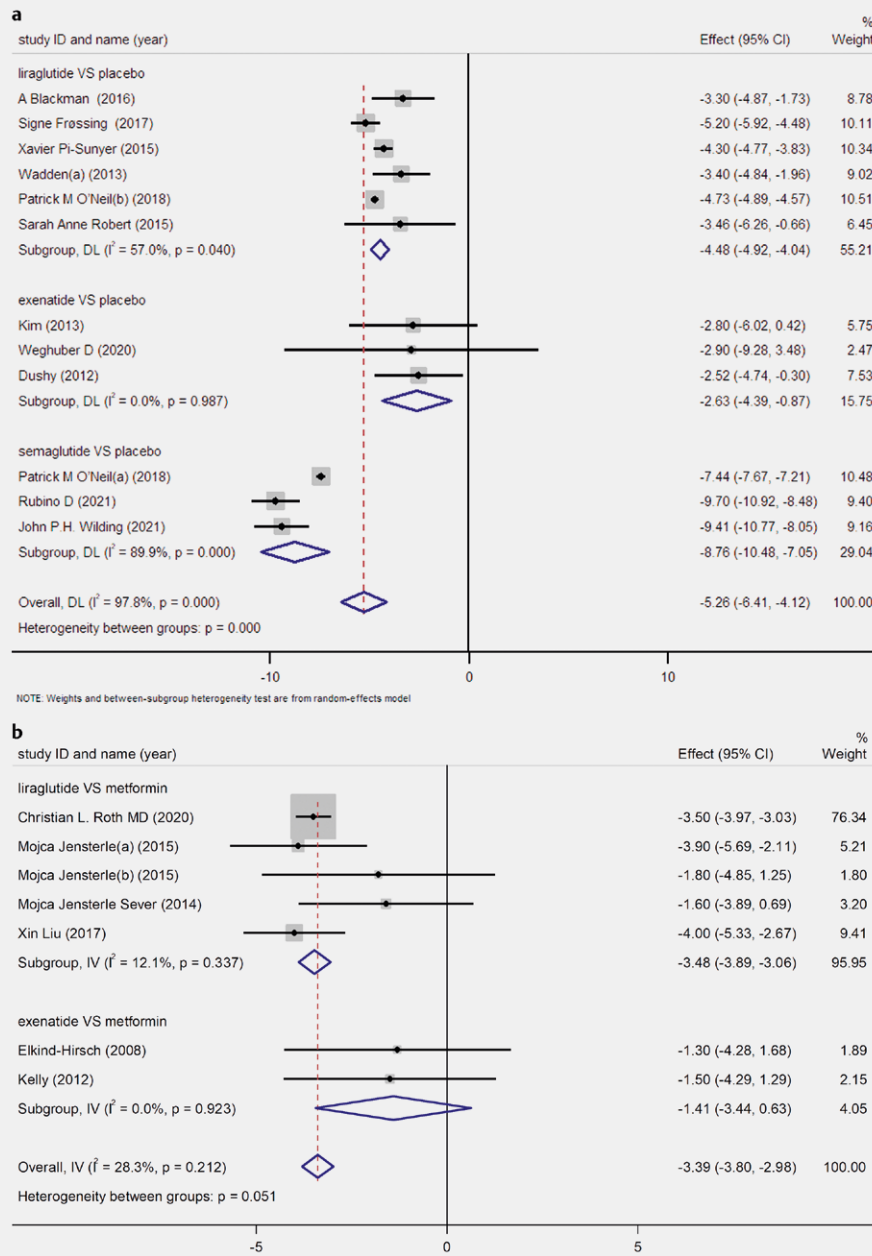 a
%
study ID and name (year) Effect (95% CI) Weight
liraglutide VS placebo
A Blackman (2016) -3.30 (-4.87, -1.73) 8.78
Signe Frøssing (2017) -5.20 (-5.92, -4.48) 10.11
Xavier Pi-Sunyer (2015) -4.30 (-4.77, -3.83) 10.34
Wadden(a) (2013) -3.40 (-4.84, -1.96) 9.02
Patrick M O'Neil(b) (2018) -4.73 (-4.89, -4.57) 10.51
Sarah Anne Robert (2015) -3.46 (-6.26, -0.66) 6.45
Subgroup, DL (I² = 57.0%, p = 0.040) -4.48 (-4.92, -4.04) 55.21
exenatide VS placebo
Kim (2013) -2.80 (-6.02, 0.42) 5.75
Weghuber D (2020) -2.90 (-9.28, 3.48) 2.47
Dushy (2012) -2.52 (-4.74, -0.30) 7.53
Subgroup, DL (I² = 0.0%, p = 0.987) -2.63 (-4.39, -0.87) 15.75
semaglutide VS placebo
Patrick M O'Neil(a) (2018) -7.44 (-7.67, -7.21) 10.48
Rubino D (2021) -9.70 (-10.92, -8.48) 9.40
John P.H. Wilding (2021) -9.41 (-10.77, -8.05) 9.16
Subgroup, DL (I² = 89.9%, p = 0.000) -8.76 (-10.48, -7.05) 29.04
Overall, DL (I² = 97.8%, p = 0.000) -5.26 (-6.41, -4.12) 100.00
Heterogeneity between groups: p = 0.000
-10 0 10
NOTE: Weights and between-subgroup heterogeneity test are from random-effects model
b
%
study ID and name (year) Effect (95% CI) Weight
liraglutide VS metformin
Christian L. Roth MD (2020) -3.50 (-3.97, -3.03) 76.34
Mojca Jensterle(a) (2015) -3.90 (-5.69, -2.11) 5.21
Mojca Jensterle(b) (2015) -1.80 (-4.85, 1.25) 1.80
Mojca Jensterle Sever (2014) -1.60 (-3.89, 0.69) 3.20
Xin Liu (2017) -4.00 (-5.33, -2.67) 9.41
Subgroup, IV (I² = 12.1%, p = 0.337) -3.48 (-3.89, -3.06) 95.95
exenatide VS metformin
Elkind-Hirsch (2008) -1.30 (-4.28, 1.68) 1.89
Kelly (2012) -1.50 (-4.29, 1.29) 2.15
Subgroup, IV (I² = 0.0%, p = 0.923) -1.41 (-3.44, 0.63) 4.05
Overall, IV (I² = 28.3%, p = 0.212) -3.39 (-3.80, -2.98) 100.00
Heterogeneity between groups: p = 0.051
-5 0 5